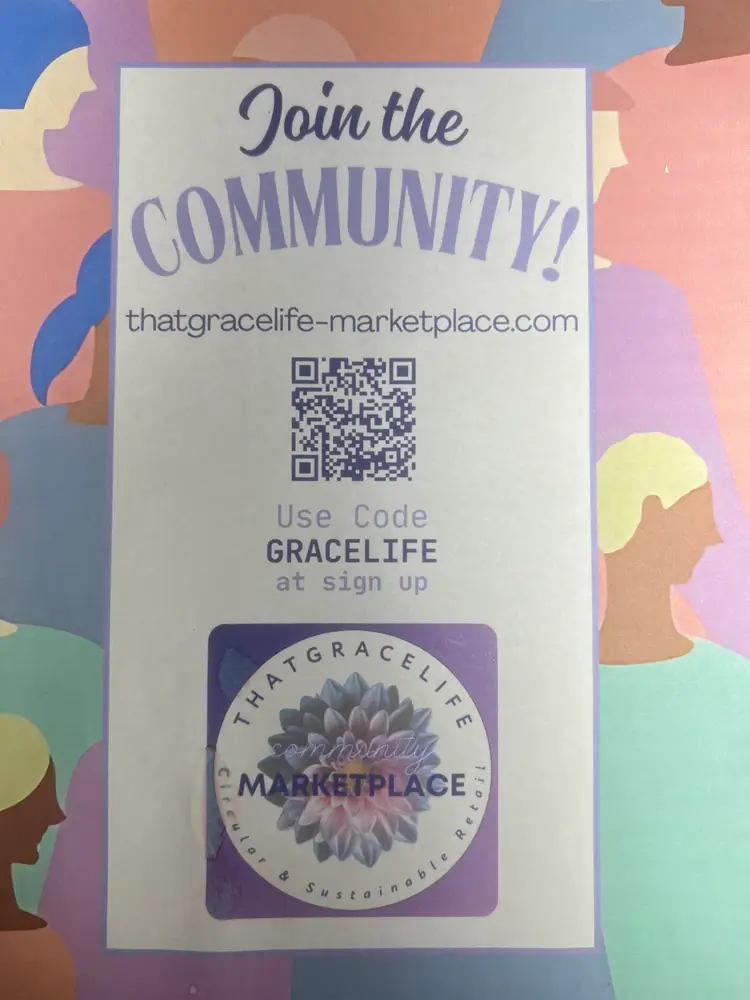 Join the
COMMUNITY!
thatgracelife-marketplace.com
Use Code
GRACELIFE
at sign up
THATGRACELIFE
community
MARKETPLACE
Circular & Sustainable Retail